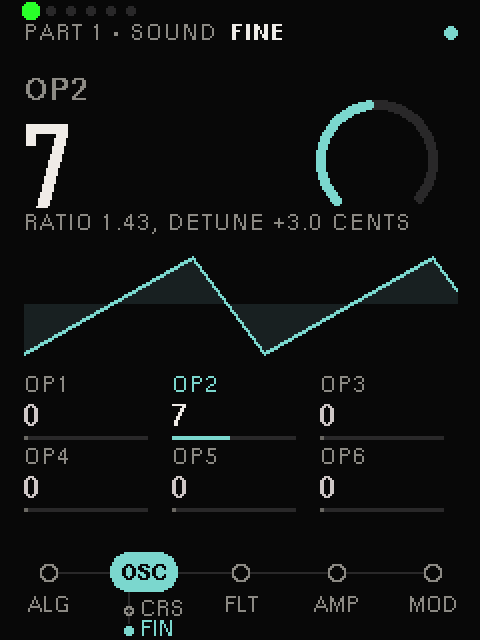 PART 1 · SOUND FINE
OP2
7
RATIO 1.43, DETUNE +3.0 CENTS
OP1 OP2 OP3
0 7 0
OP4 OP5 OP6
0 0 0
OSC
ALG CRS FLT AMP MOD
FIN